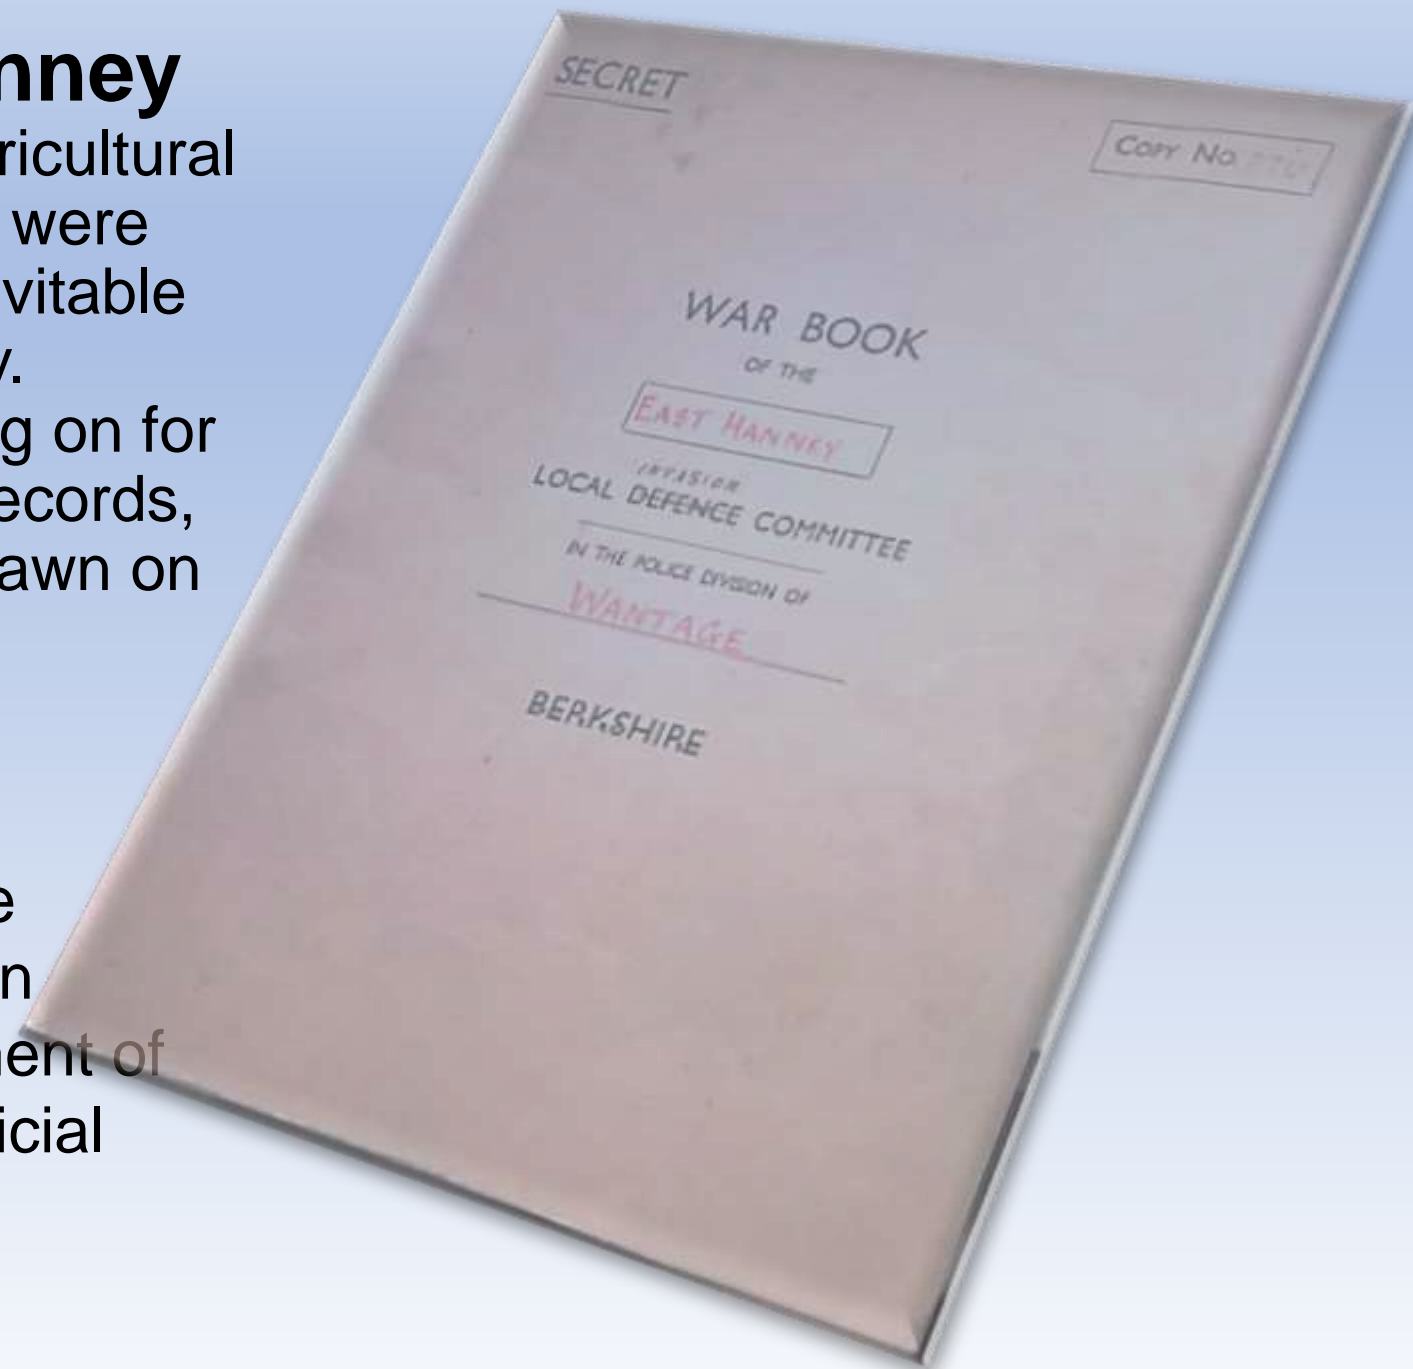 nney
ricultural
were
vitable
y.
g on for
ecords,
awn on
e
n
ment of
icial
SECRET
COPY NO
WAR BOOK
OF THE
EAST HANNEY
INVASION
LOCAL DEFENCE COMMITTEE
IN THE POLICE DIVISION OF
WANTAGE
BERKSHIRE